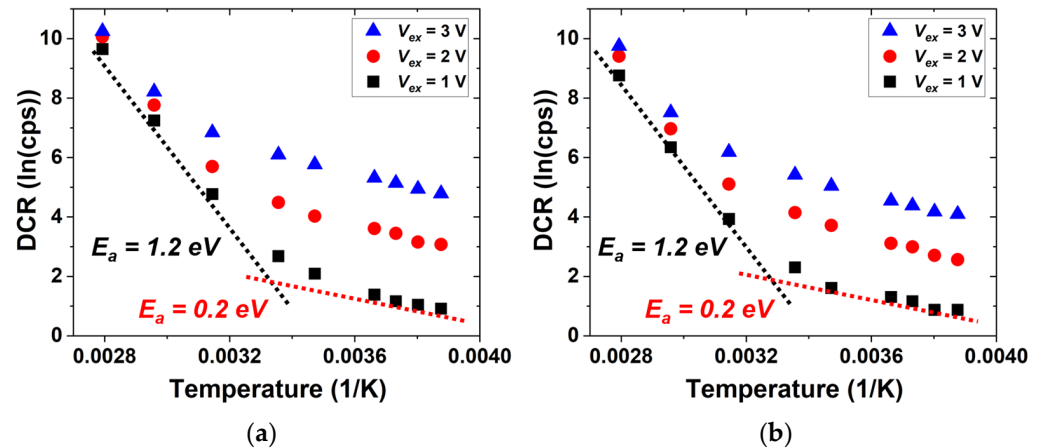 10
8
6
4
2
0
DCR (ln(cps))
V_ex = 3 V
V_ex = 2 V
V_ex = 1 V
E_a = 1.2 eV
E_a = 0.2 eV
0.0028 0.0032 0.0036 0.0040
Temperature (1/K)
(a)
10
8
6
4
2
0
DCR (ln(cps))
V_ex = 3 V
V_ex = 2 V
V_ex = 1 V
E_a = 1.2 eV
E_a = 0.2 eV
0.0028 0.0032 0.0036 0.0040
Temperature (1/K)
(b)